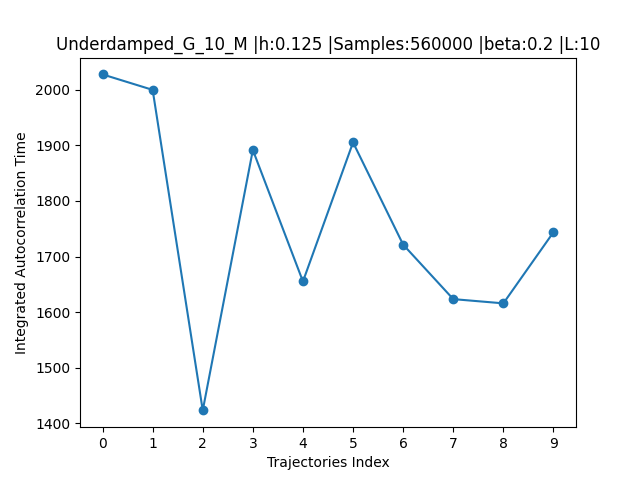 Underdamped_G_10_M |h:0.125 |Samples:560000 |beta:0.2 |L:10
Integrated Autocorrelation Time
2000
1900
1800
1700
1600
1500
1400
0 1 2 3 4 5 6 7 8 9
Trajectories Index